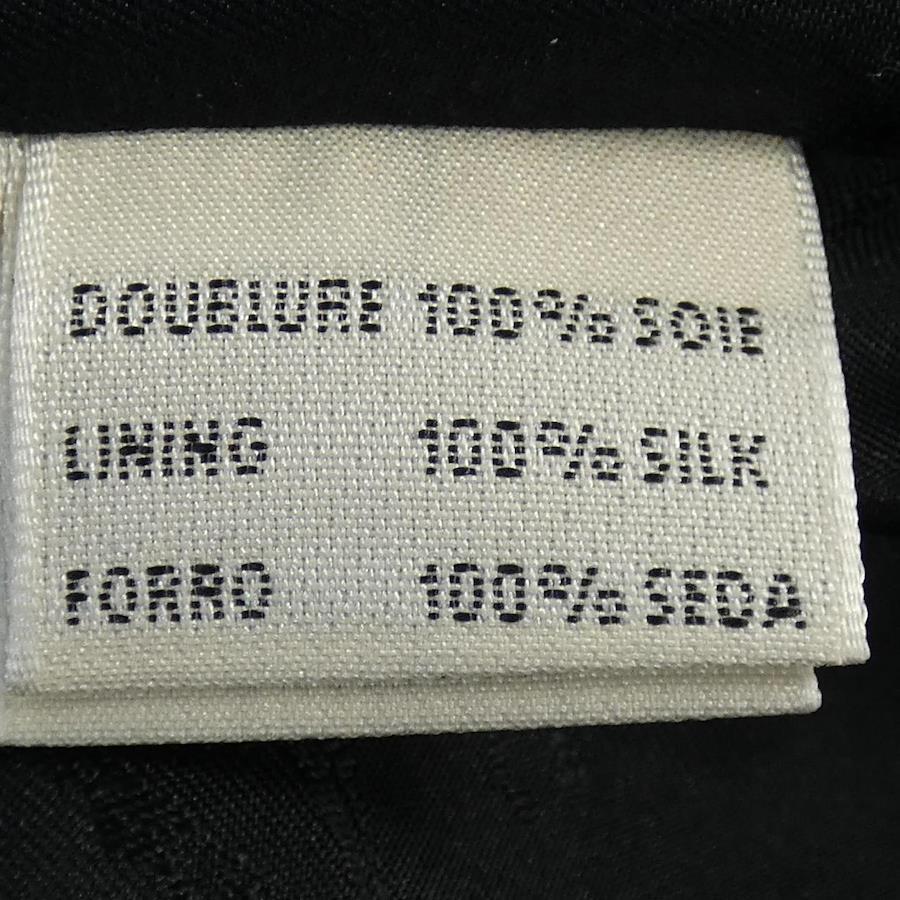 DOUBLURE 100% SOIE
LINING 100% SILK
FORRO 100% SEDA